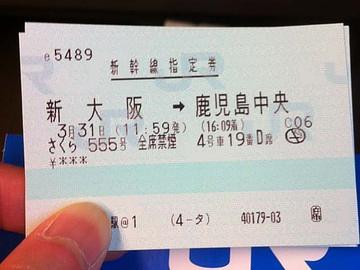 e5489
新幹線指定券
新大阪 → 鹿児島中央
3月31日(11:59発) (16:09着) C06
さくら 555号 全席禁煙 4号車19番D席
¥***
駅@1 (4-タ) 40179-03